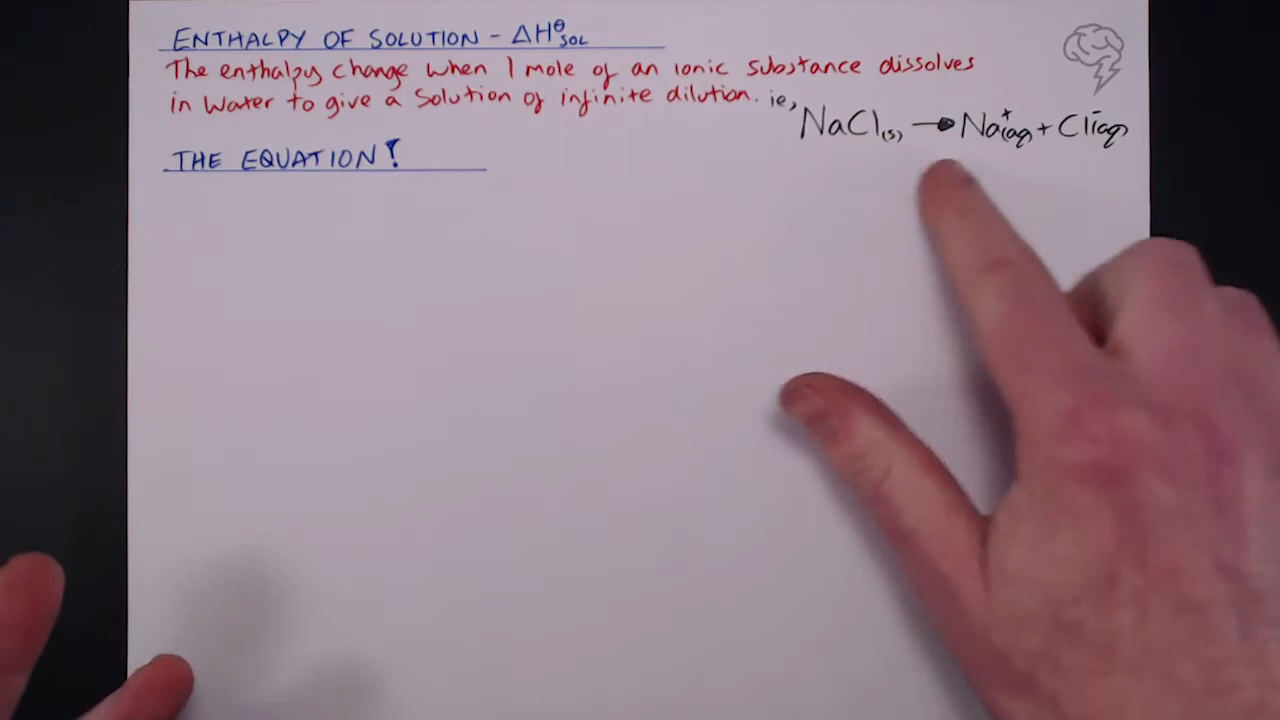 ENTHALPY OF SOLUTION - ΔH°SOL
The enthalpy change when 1 mole of an ionic substance dissolves
in water to give a solution of infinite dilution. ie,
NaCl(s) → Na+(aq) + Cl-(aq)
THE EQUATION!